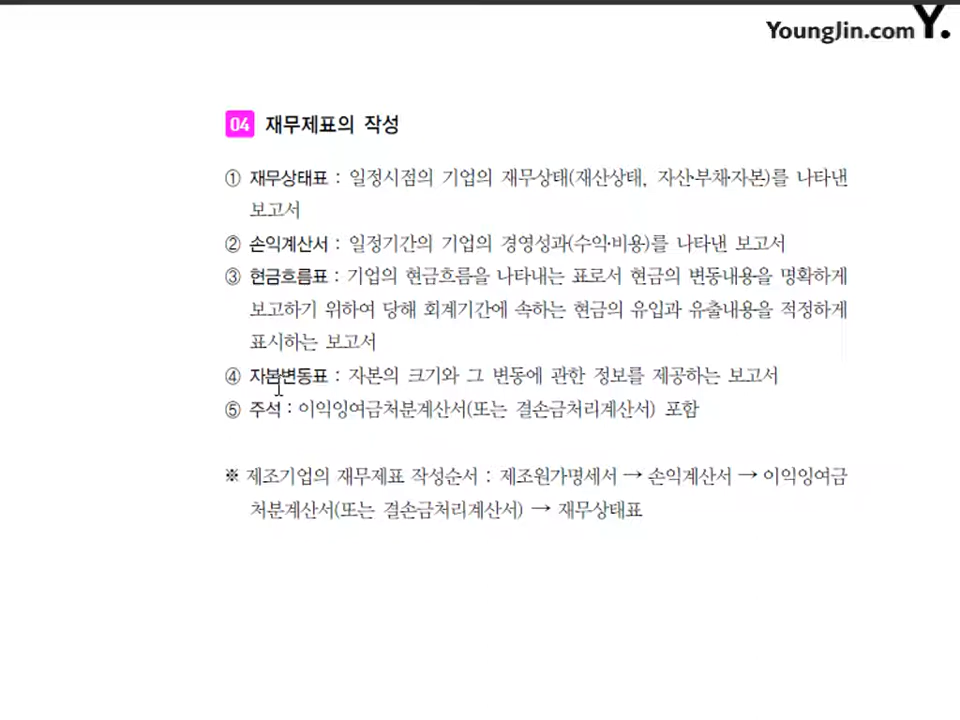 YoungJin.com Y.
04 재무제표의 작성
① 재무상태표 : 일정시점의 기업의 재무상태(재산상태, 자산·부채·자본)를 나타낸
보고서
② 손익계산서 : 일정기간의 기업의 경영성과(수익·비용)를 나타낸 보고서
③ 현금흐름표 : 기업의 현금흐름을 나타내는 표로서 현금의 변동내용을 명확하게
보고하기 위하여 당해 회계기간에 속하는 현금의 유입과 유출내용을 적정하게
표시하는 보고서
④ 자본변동표 : 자본의 크기와 그 변동에 관한 정보를 제공하는 보고서
⑤ 주석 : 이익잉여금처분계산서(또는 결손금처리계산서) 포함
※ 제조기업의 재무제표 작성순서 : 제조원가명세서 → 손익계산서 → 이익잉여금
처분계산서(또는 결손금처리계산서) → 재무상태표